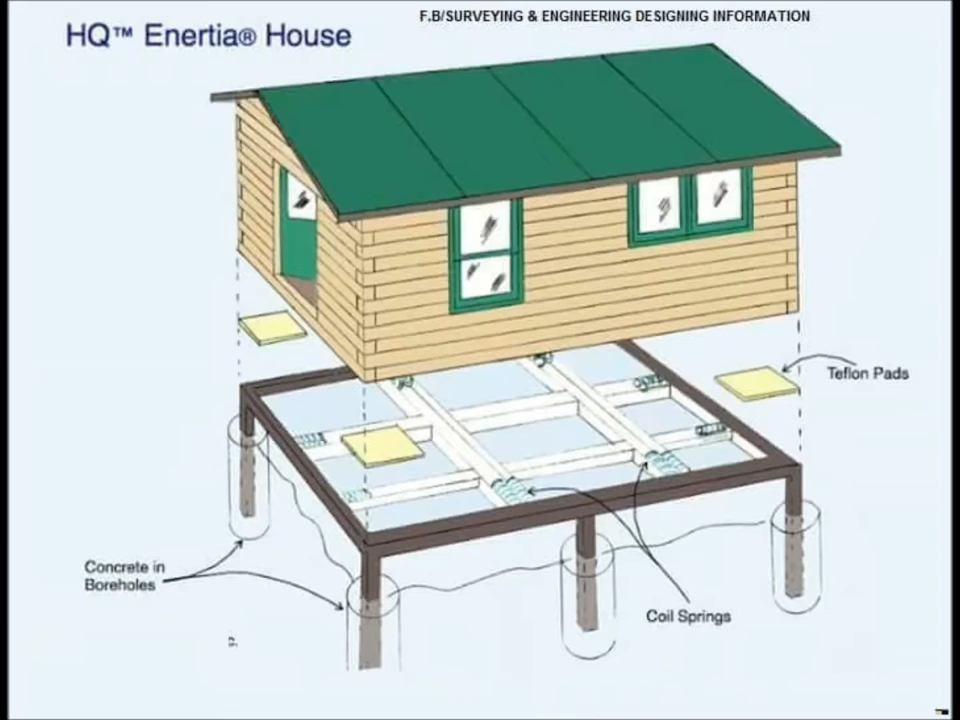 F.B/SURVEYING & ENGINEERING DESIGNING INFORMATION
HQ™ Enertia® House
Teflon Pads
Concrete in
Boreholes
Coil Springs